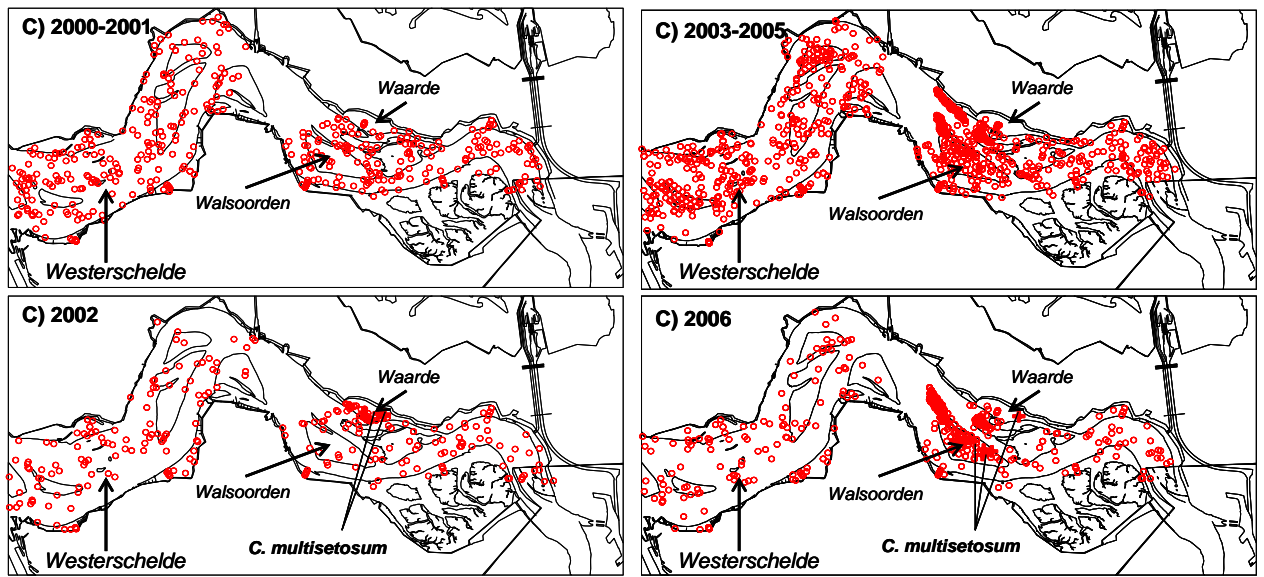 C) 2000-2001
Waarde
Walsoorden
Westerschelde
C) 2003-2005
Waarde
Walsoorden
Westerschelde
C) 2002
Waarde
Walsoorden
Westerschelde
C. multisetosum
C) 2006
Waarde
Walsoorden
Westerschelde
C. multisetosum